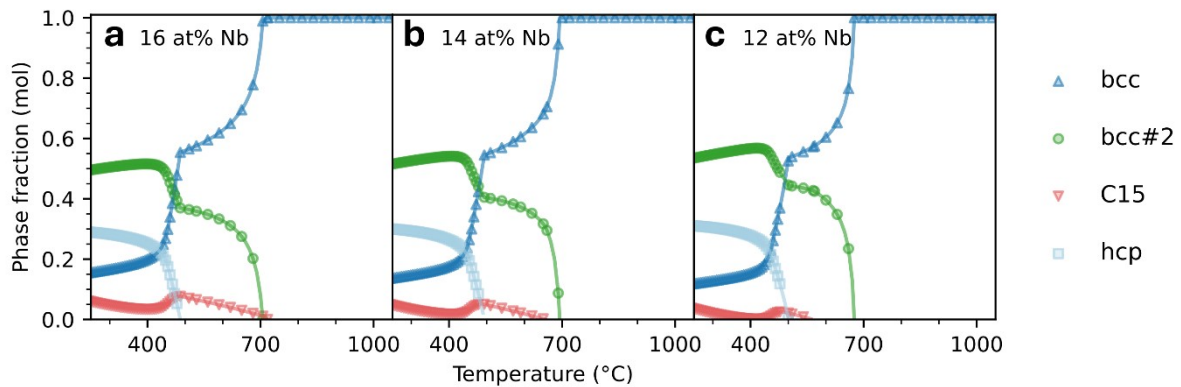 a 16 at% Nb
b 14 at% Nb
c 12 at% Nb
1.0
0.8
0.6
0.4
0.2
0.0
Phase fraction (mol)
400 700 1000
400 700 1000
400 700 1000
Temperature (°C)
bcc
bcc#2
C15
hcp